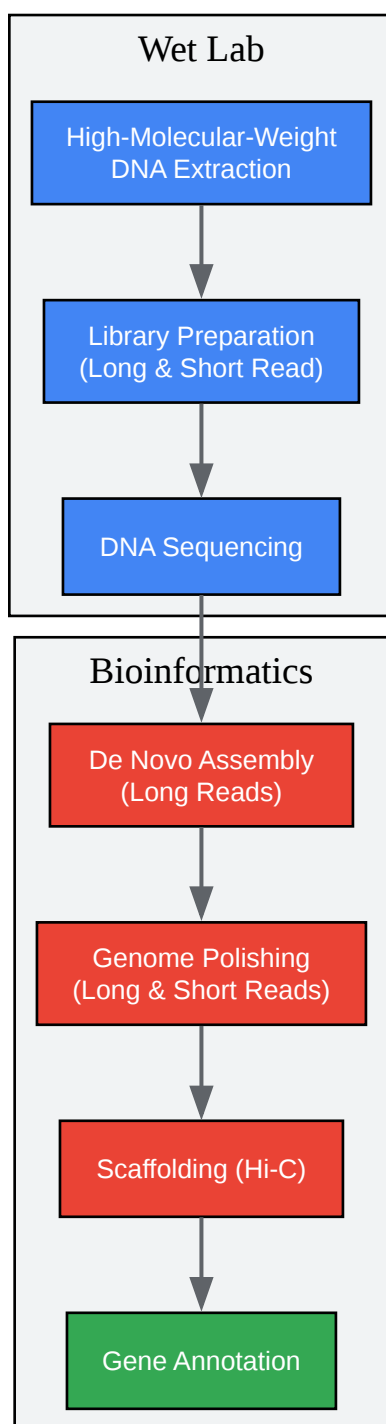 Wet Lab
High-Molecular-Weight
DNA Extraction
Library Preparation
(Long & Short Read)
DNA Sequencing
Bioinformatics
De Novo Assembly
(Long Reads)
Genome Polishing
(Long & Short Reads)
Scaffolding (Hi-C)
Gene Annotation